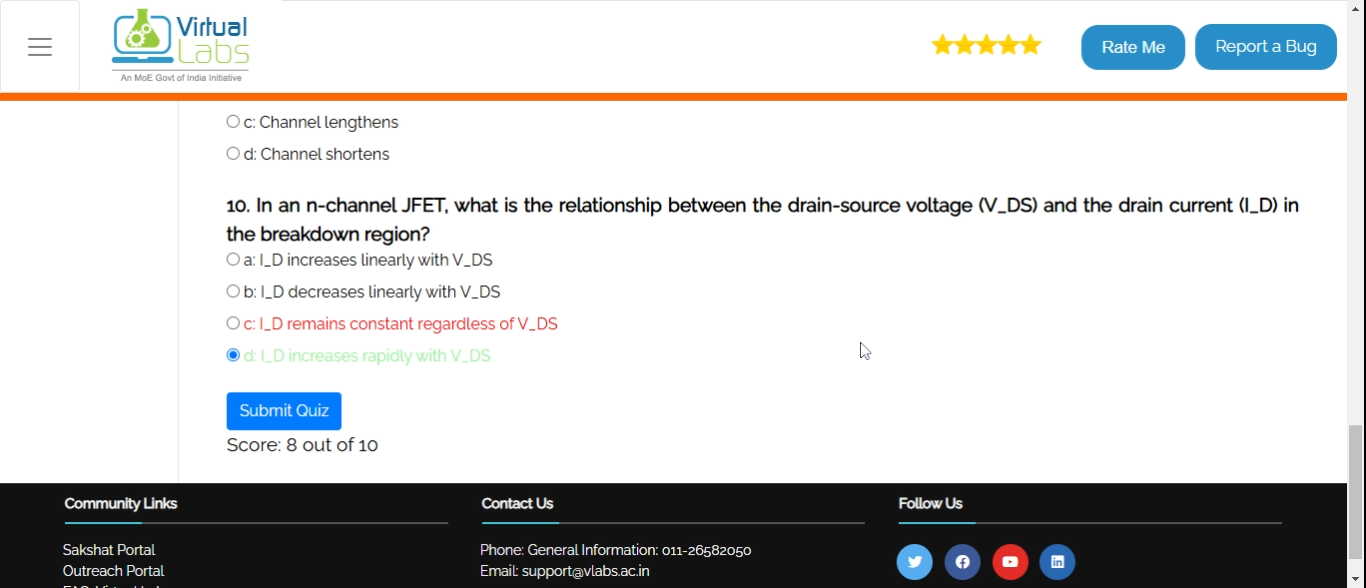 Virtual
Labs
An MoE Govt of India Initiative
Rate Me
Report a Bug
c: Channel lengthens
d: Channel shortens
10. In an n-channel JFET, what is the relationship between the drain-source voltage (V_DS) and the drain current (I_D) in
the breakdown region?
a: I_D increases linearly with V_DS
b: I_D decreases linearly with V_DS
c: I_D remains constant regardless of V_DS
d: I_D increases rapidly with V_DS
Submit Quiz
Score: 8 out of 10
Community Links
Contact Us
Follow Us
Sakshat Portal
Phone: General Information: 011-26582050
Outreach Portal
Email: support@vlabs.ac.in